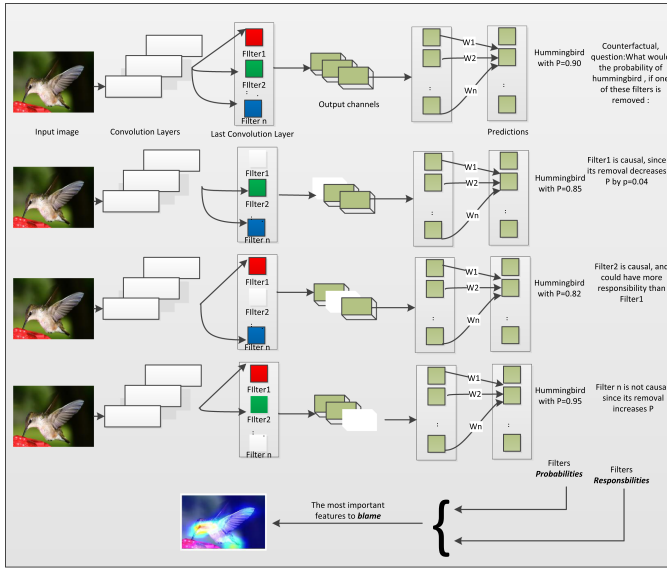 FIlter1
FIlter2
: .
Filter n
Input image
Convolution Layers
Last Convolution Layer
Output channels
W1
W2
Wn
:
:
Predictions
Hummingbird
with P=0.90
Counterfactual,
question:What would
the probability of
hummingbird , if one
of these filters is
removed :
FIlter1
FIlter2
:
Filter n
W1
W2
Wn
:
:
Hummingbird
with P=0.85
Filter1 is causal, since
its removal decreases
P by p=0.04
FIlter1
FIlter2
:
Filter n
W1
W2
Wn
:
:
Hummingbird
with P=0.82
Filter2 is causal, and
could have more
responsibility than
Filter1
FIlter1
FIlter2
: .
Filter n
W1
W2
Wn
:
:
Hummingbird
with P=0.95
Filter n is not causal
since its removal
increases P
Filters
Probabilities
Filters
Responsbilities
The most important
features to blame
{